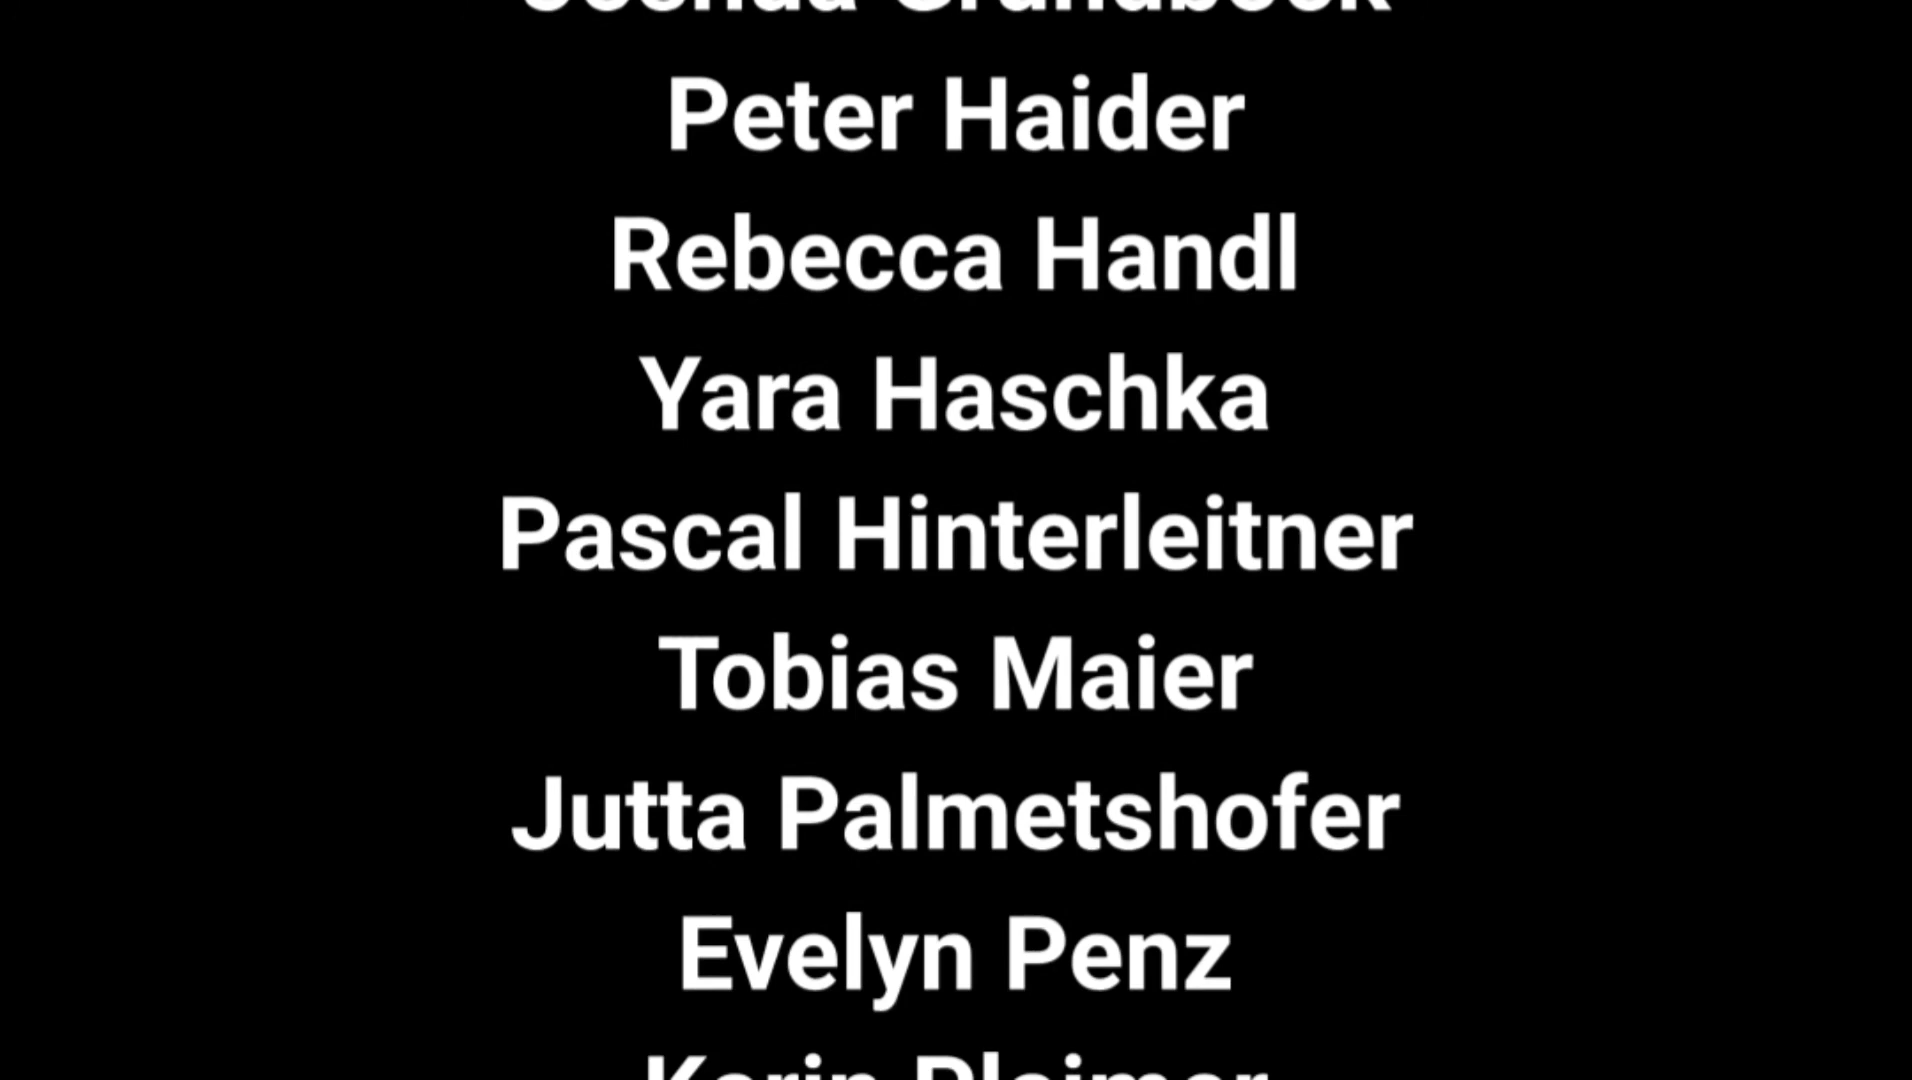 Peter Haider
Rebecca Handl
Yara Haschka
Pascal Hinterleitner
Tobias Maier
Jutta Palmetshofer
Evelyn Penz